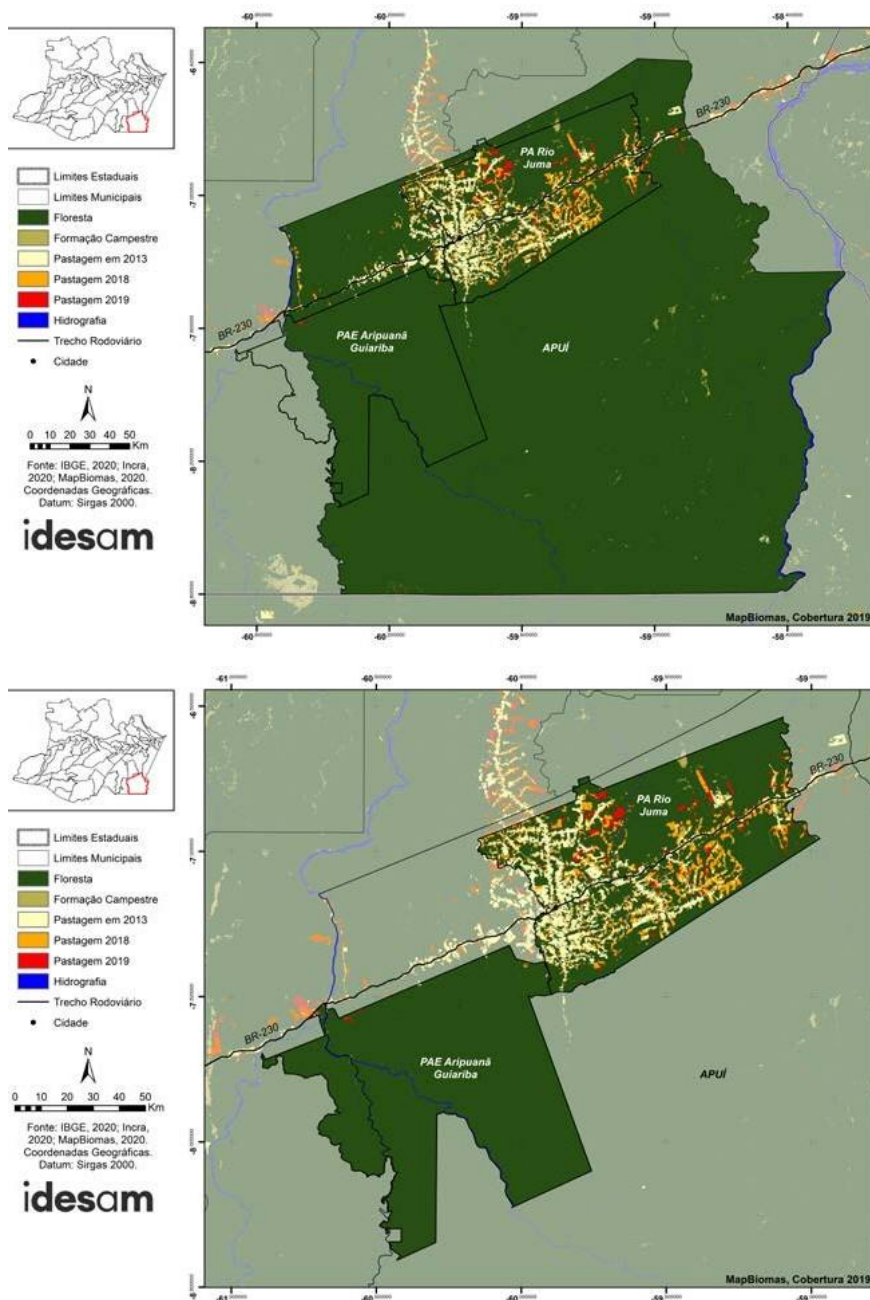 Limites Estaduais
Limites Municipais
Floresta
Formação Campestre
Pastagem em 2013
Pastagem 2018
Pastagem 2019
Hidrografia
Trecho Rodoviário
Cidade
N
0 10 20 30 40 50
Km
Fonte: IBGE, 2020; Incra,
2020; MapBiomas, 2020.
Coordenadas Geográficas.
Datum: Sirgas 2000.
idesam
BR-230
PA Rio
Juma
BR-230
PAE Aripuanã
Guiariba
APUÍ
MapBiomas, Cobertura 2019
Limites Estaduais
Limites Municipais
Floresta
Formação Campestre
Pastagem em 2013
Pastagem 2018
Pastagem 2019
Hidrografia
Trecho Rodoviário
Cidade
N
0 10 20 30 40 50
Km
Fonte: IBGE, 2020; Incra,
2020; MapBiomas, 2020.
Coordenadas Geográficas.
Datum: Sirgas 2000.
idesam
BR-230
PA Rio
Juma
BR-230
PAE Aripuanã
Guiariba
APUÍ
MapBiomas, Cobertura 2019